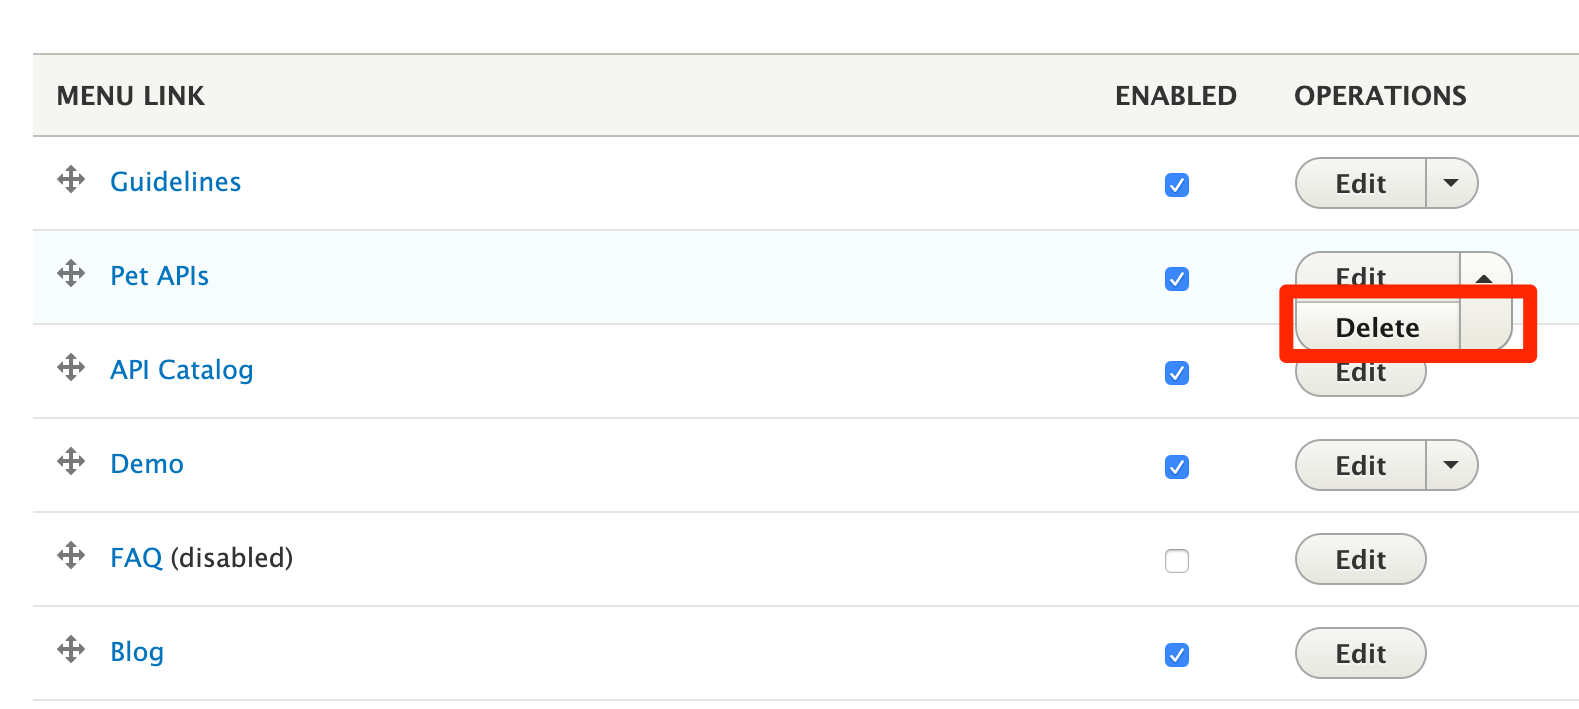 MENU LINK ENABLED OPERATIONS
Guidelines Edit
Pet APIs Edit
Delete
API Catalog Edit
Demo Edit
FAQ (disabled) Edit
Blog Edit